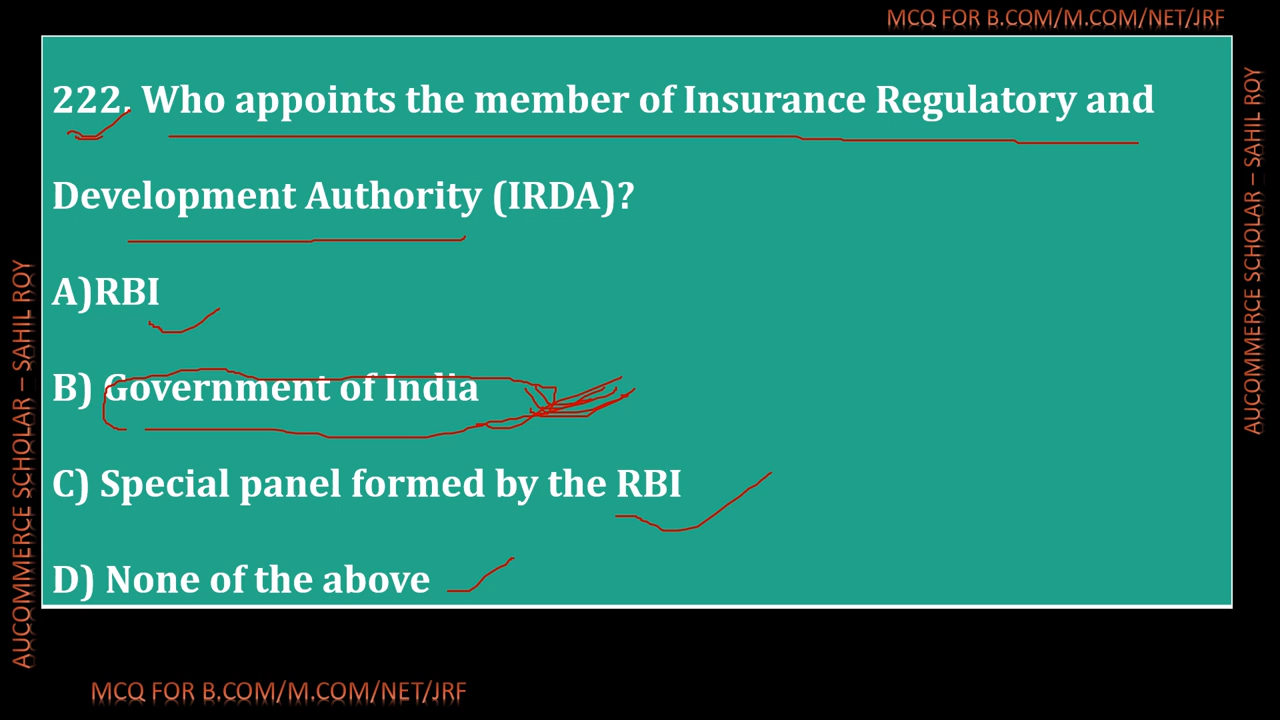 MCQ FOR B.COM/M.COM/NET/JRF
222. Who appoints the member of Insurance Regulatory and
Development Authority (IRDA)?
A)RBI
B) Government of India
C) Special panel formed by the RBI
D) None of the above
AUCOMMERCE SCHOLAR – SAHIL ROY
AUCOMMERCE SCHOLAR – SAHIL ROY
MCQ FOR B.COM/M.COM/NET/JRF